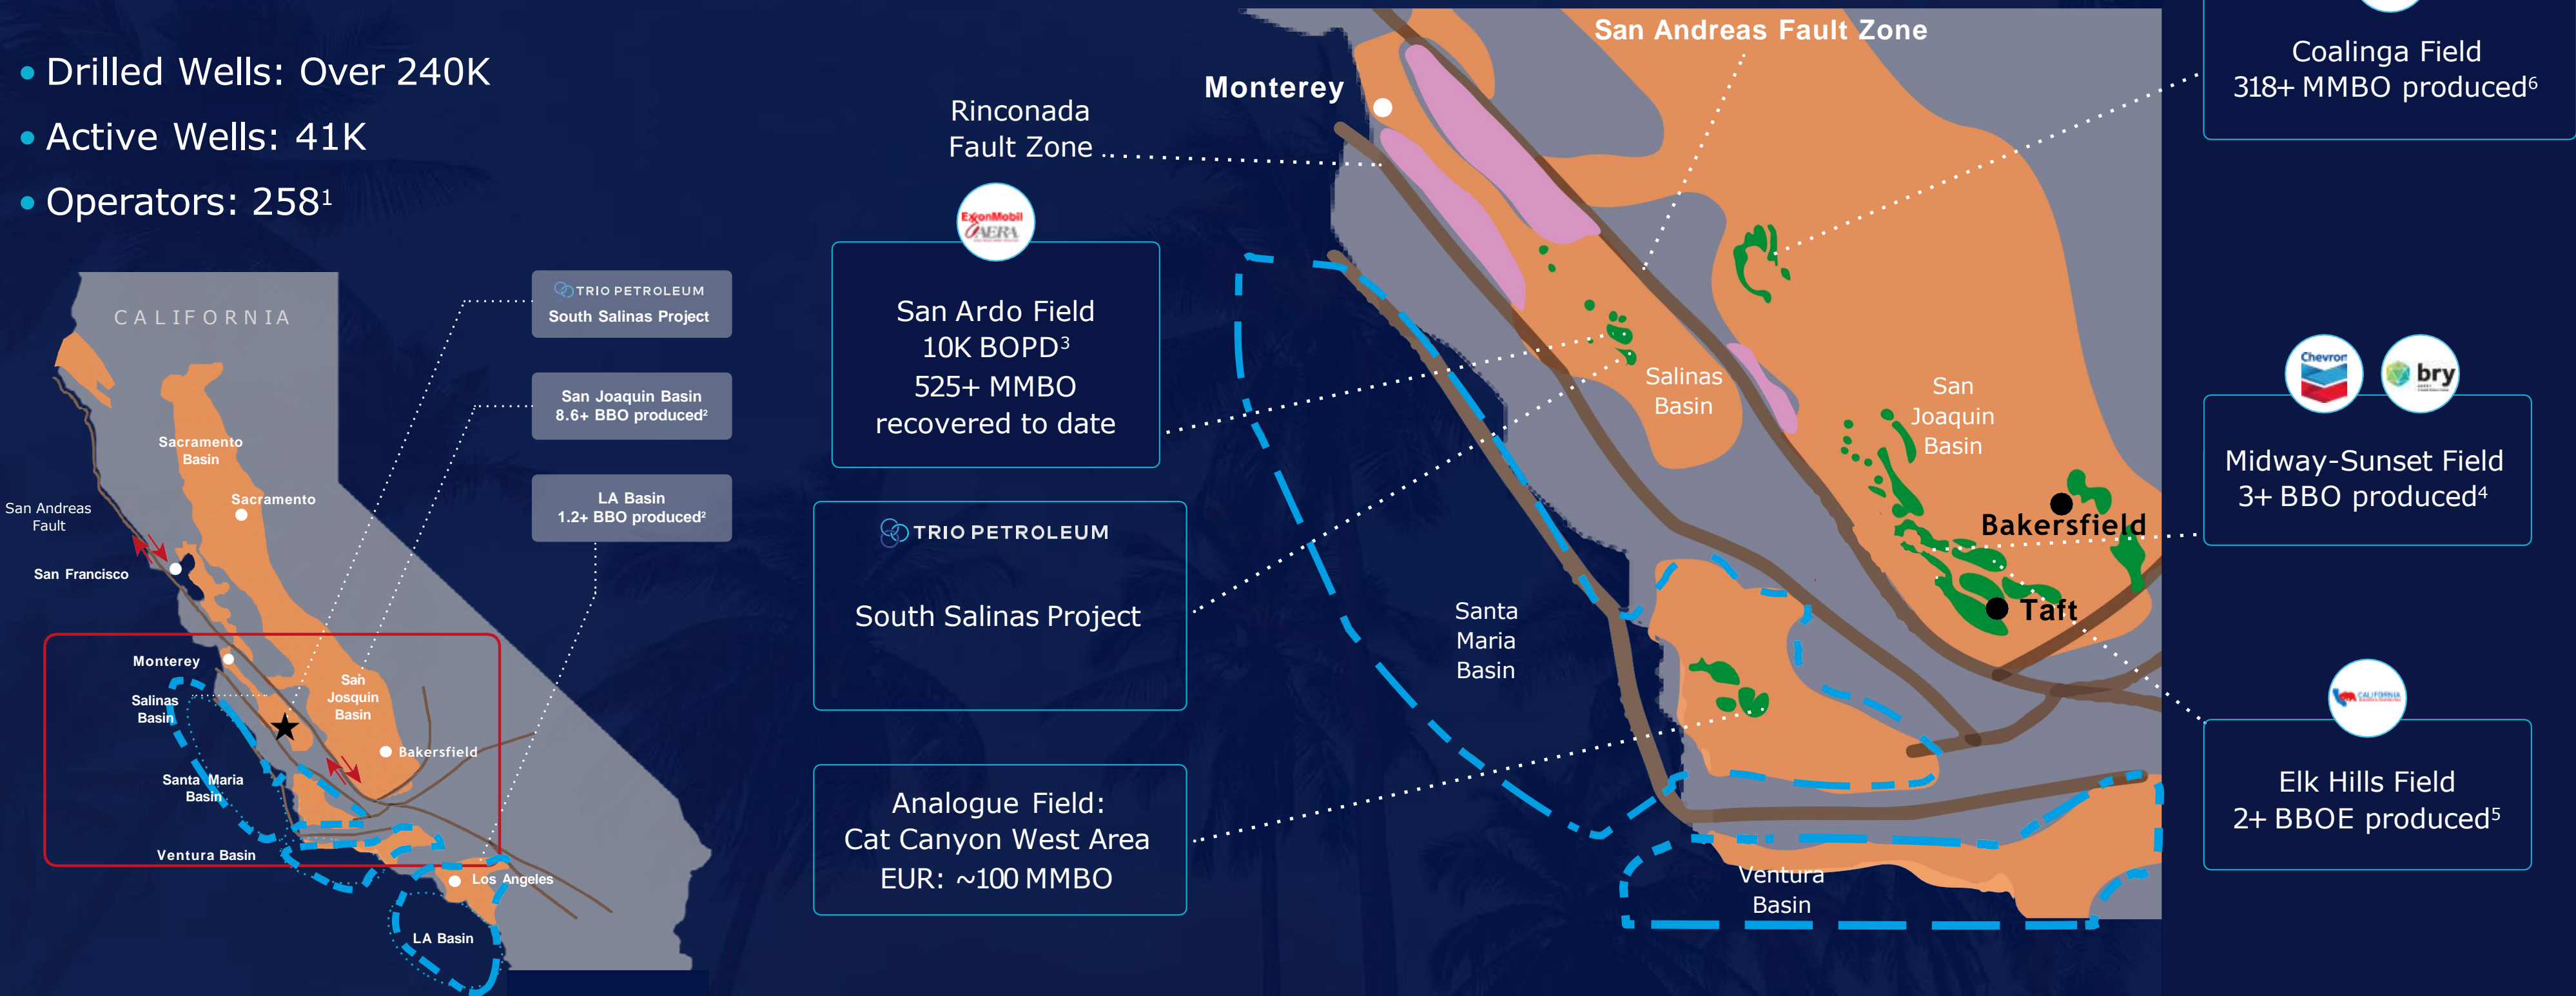 • Drilled Wells: Over 240K
• Active Wells: 41K
• Operators: 258¹
CALIFORNIA
Sacramento
Basin
Sacramento
San Andreas
Fault
San Francisco
Monterey
Salinas
Basin
San
Josquin
Basin
Bakersfield
Santa Maria
Basin
Ventura Basin
Los Angeles
LA Basin
TRIO PETROLEUM
South Salinas Project
San Joaquin Basin
8.6+ BBO produced²
LA Basin
1.2+ BBO produced²
Rinconada
Fault Zone
ExxonMobil
AERA
San Ardo Field
10K BOPD³
525+ MMBO
recovered to date
TRIO PETROLEUM
South Salinas Project
Analogue Field:
Cat Canyon West Area
EUR: ~100 MMBO
San Andreas Fault Zone
Monterey
Salinas
Basin
San
Joaquin
Basin
Bakersfield
Taft
Santa
Maria
Basin
Ventura
Basin
Coalinga Field
318+ MMBO produced⁶
Chevron
bry
Midway-Sunset Field
3+ BBO produced⁴
CALIFORNIA
Elk Hills Field
2+ BBOE produced⁵